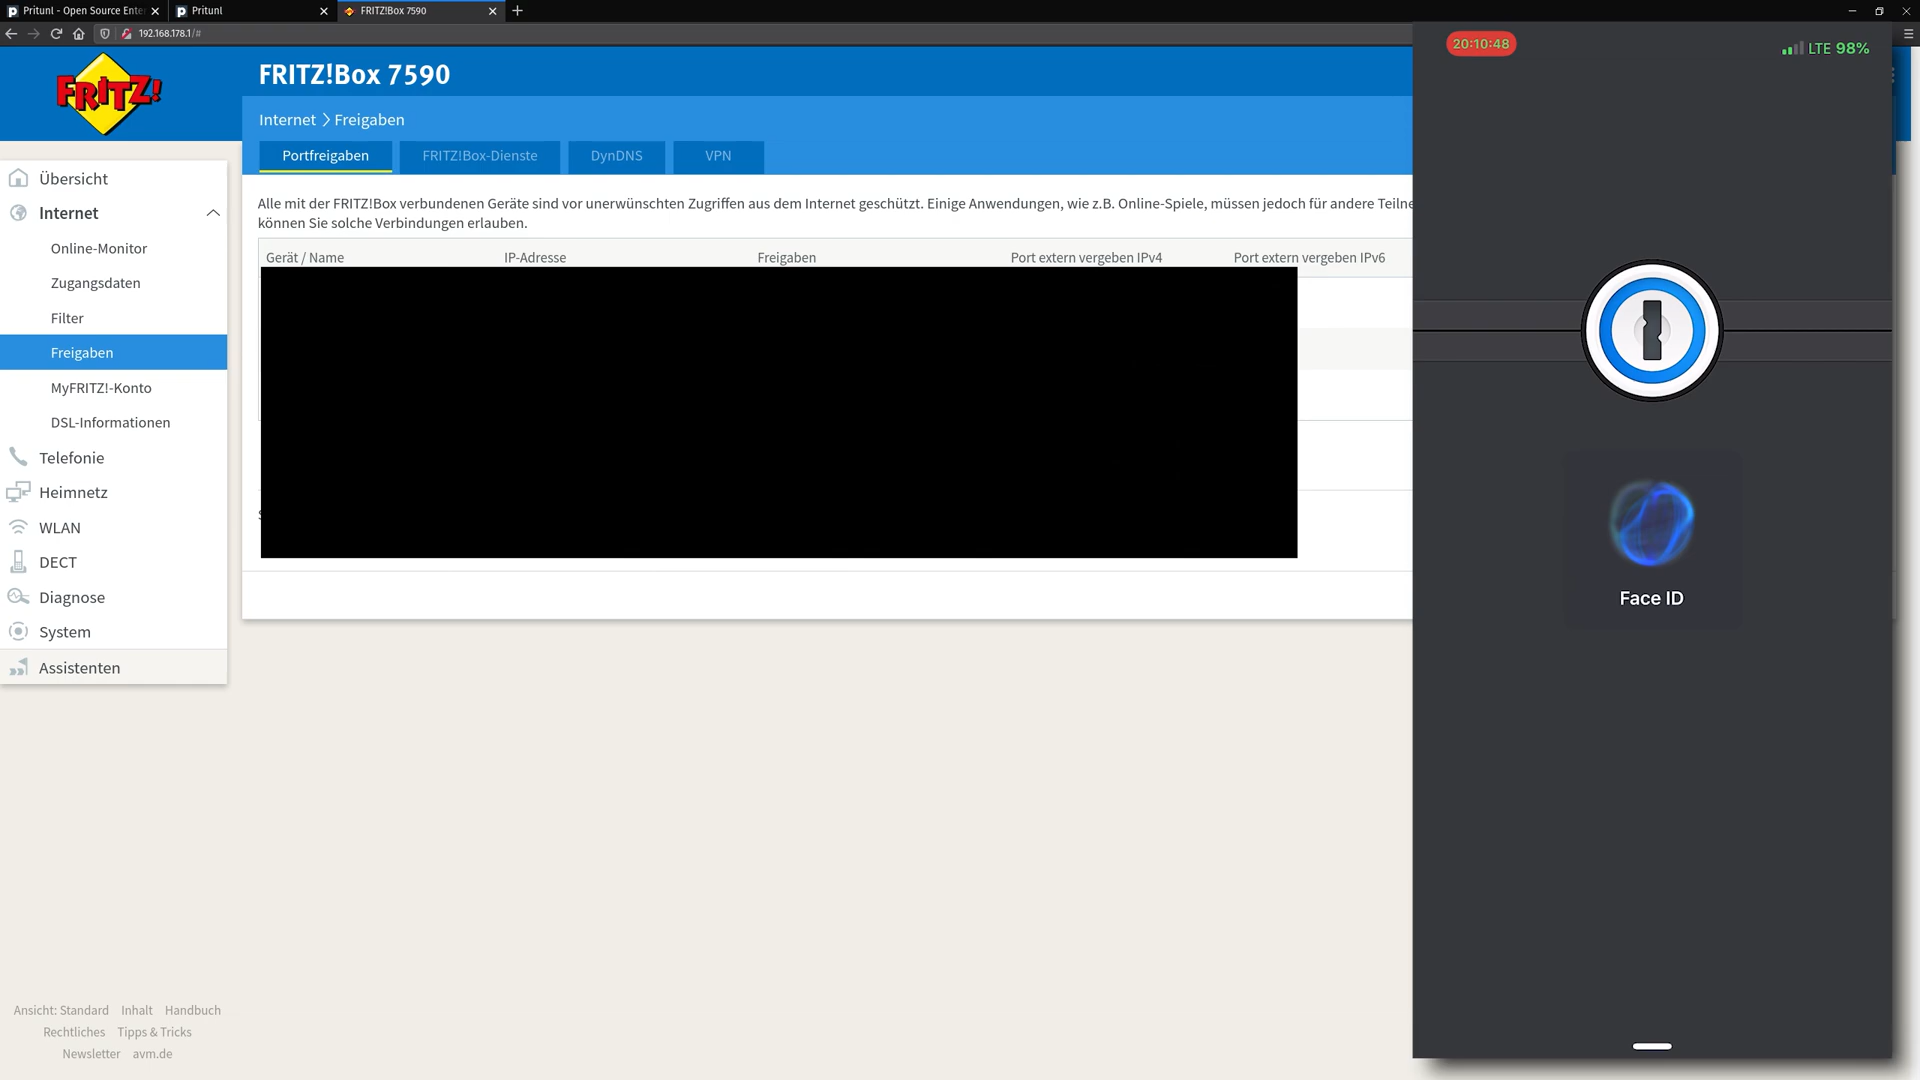 Pritunl - Open Source Ente
Pritunl
FRITZ!Box 7590
192.168.178.1/#
FRITZ!
FRITZ!Box 7590
Internet > Freigaben
Portfreigaben
FRITZ!Box-Dienste
DynDNS
VPN
Übersicht
Internet
Online-Monitor
Zugangsdaten
Filter
Freigaben
MyFRITZ!-Konto
DSL-Informationen
Telefonie
Heimnetz
WLAN
DECT
Diagnose
System
Assistenten
Alle mit der FRITZ!Box verbundenen Geräte sind vor unerwünschten Zugriffen aus dem Internet geschützt. Einige Anwendungen, wie z.B. Online-Spiele, müssen jedoch für andere Teilne
können Sie solche Verbindungen erlauben.
Gerät / Name IP-Adresse Freigaben Port extern vergeben IPv4 Port extern vergeben IPv6
Ansicht: Standard Inhalt Handbuch
Rechtliches Tipps & Tricks
Newsletter avm.de
20:10:48
LTE 98%
Face ID